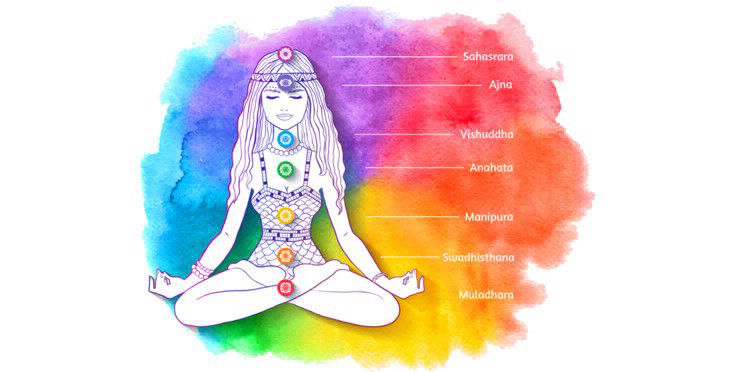 Sahasrara
Ajna
Vishuddha
Anahata
Manipura
Swadhisthana
Muladhara